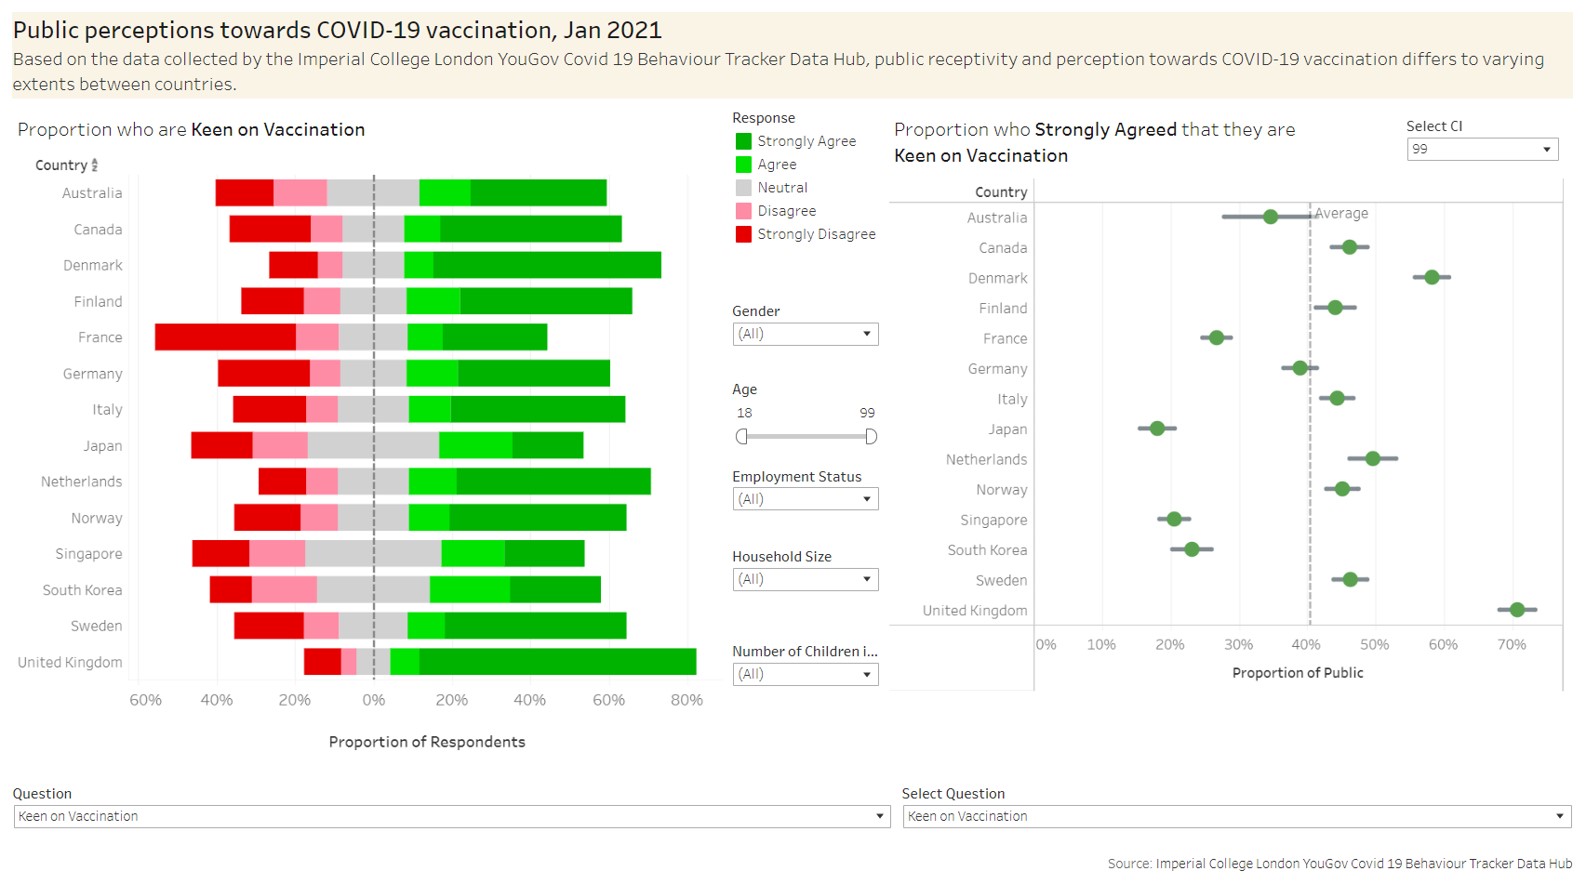 Public perceptions towards COVID-19 vaccination, Jan 2021
Based on the data collected by the Imperial College London YouGov Covid 19 Behaviour Tracker Data Hub, public receptivity and perception towards COVID-19 vaccination differs to varying
extents between countries.
Proportion who are Keen on Vaccination
Country
Australia
Canada
Denmark
Finland
France
Germany
Italy
Japan
Netherlands
Norway
Singapore
South Korea
Sweden
United Kingdom
60% 40% 20% 0% 20% 40% 60% 80%
Proportion of Respondents
Response
Strongly Agree
Agree
Neutral
Disagree
Strongly Disagree
Gender
(All)
Age
18 99
Employment Status
(All)
Household Size
(All)
Number of Children i...
(All)
Proportion who Strongly Agreed that they are
Keen on Vaccination
Select CI
99
Country
Average
Australia
Canada
Denmark
Finland
France
Germany
Italy
Japan
Netherlands
Norway
Singapore
South Korea
Sweden
United Kingdom
0% 10% 20% 30% 40% 50% 60% 70%
Proportion of Public
Question
Keen on Vaccination
Select Question
Keen on Vaccination
Source: Imperial College London YouGov Covid 19 Behaviour Tracker Data Hub